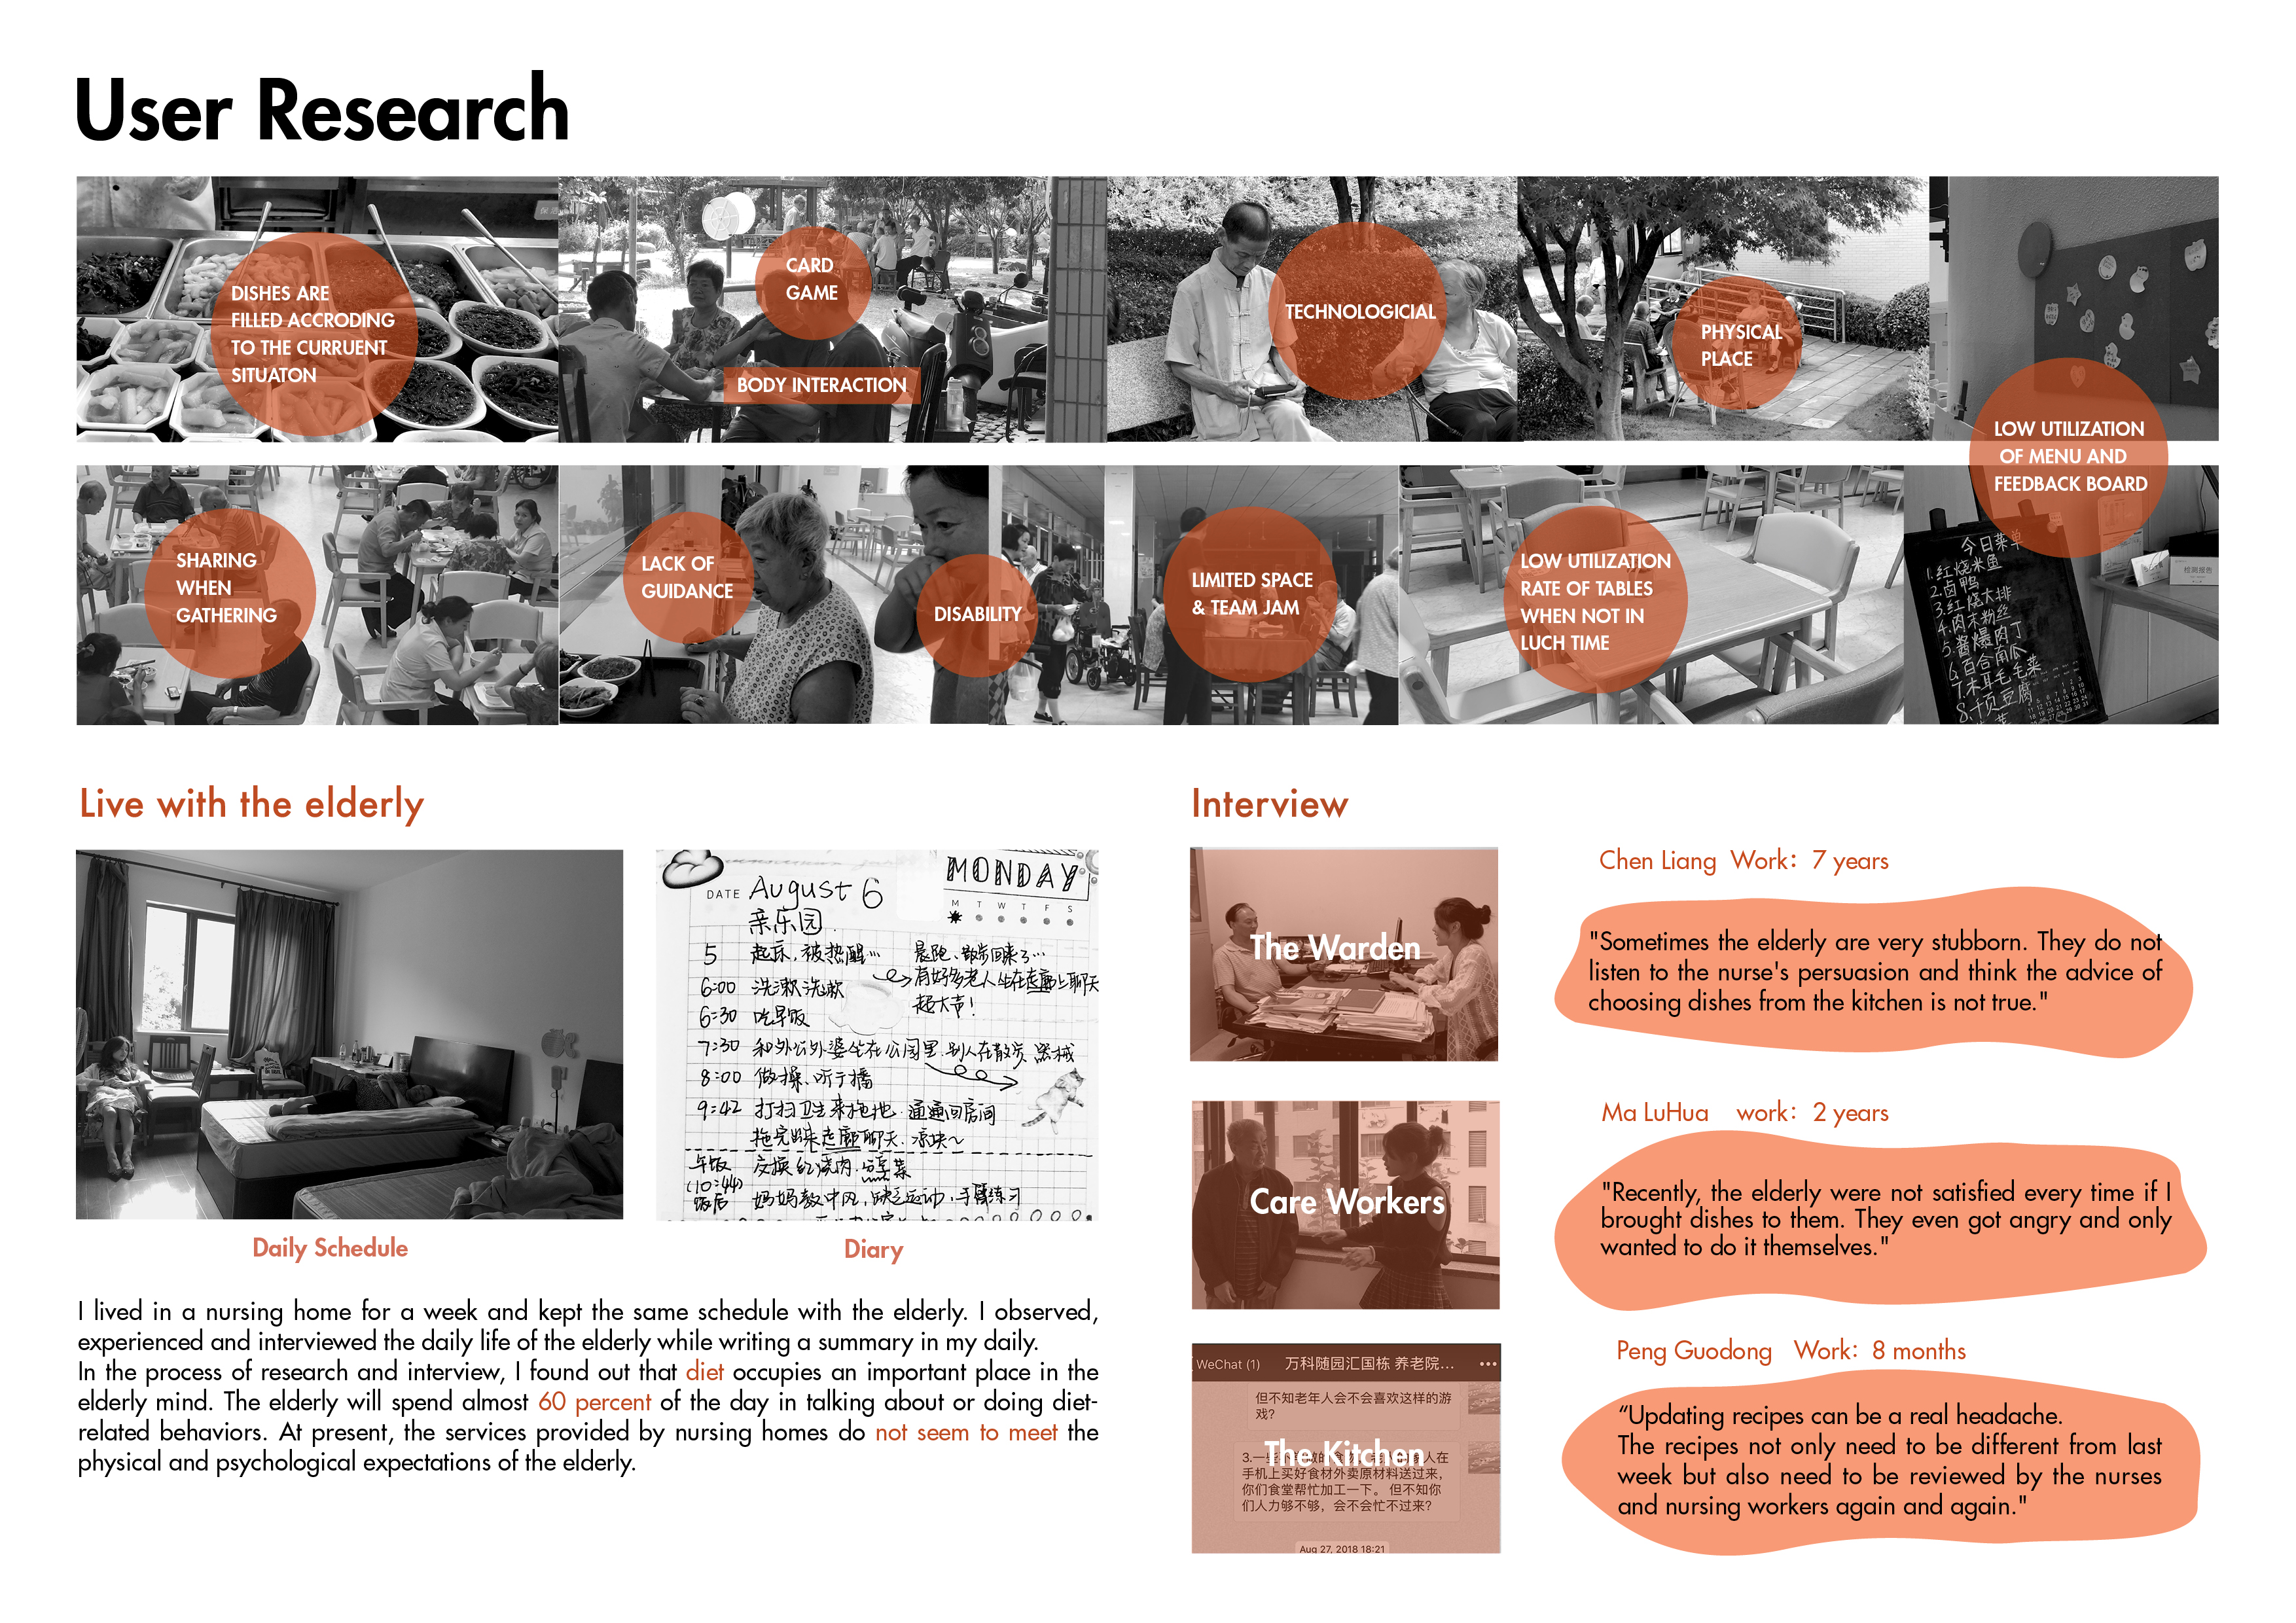 User Research
DISHES ARE
FILLED ACCRODING
TO THE CURRUENT
SITUATON
CARD
GAME
BODY INTERACTION
TECHNOLOGICIAL
PHYSICAL
PLACE
LOW UTILIZATION
OF MENU AND
FEEDBACK BOARD
SHARING
WHEN
GATHERING
LACK OF
GUIDANCE
DISABILITY
LIMITED SPACE
& TEAM JAM
LOW UTILIZATION
RATE OF TABLES
WHEN NOT IN
LUCH TIME
今日菜单
1.红烧米鱼
2.卤鸭
3.红烧大排
4.肉末粉丝
5.酱爆肉丁
6.百合南瓜
7.木耳毛毛菜
8.千页豆腐
检测报告
Live with the elderly
MONDAY
DATE August 6
M T W T F S
亲乐园
5 起床,被热醒… 晨跑、散步回来了…
有好多老人坐在走廊上聊天
6:00 洗漱洗漱
超大声!
6:30 吃早饭
7:30 和外公外婆坐在公园里.别人在散步
8:00 做操、听广播
9:42 打扫卫生来拖地.通通回房间
拖完出来走廊聊天.凉快~
午饭 交换红烧肉.分享菜
(10:44)
饭后 妈妈教中风,缺乏运动,手臂练习
Daily Schedule
Diary
I lived in a nursing home for a week and kept the same schedule with the elderly. I observed,
experienced and interviewed the daily life of the elderly while writing a summary in my daily.
In the process of research and interview, I found out that diet occupies an important place in the
elderly mind. The elderly will spend almost 60 percent of the day in talking about or doing diet-
related behaviors. At present, the services provided by nursing homes do not seem to meet the
physical and psychological expectations of the elderly.
Interview
The Warden
Chen Liang Work: 7 years
"Sometimes the elderly are very stubborn. They do not
listen to the nurse's persuasion and think the advice of
choosing dishes from the kitchen is not true."
Care Workers
Ma LuHua work: 2 years
"Recently, the elderly were not satisfied every time if I
brought dishes to them. They even got angry and only
wanted to do it themselves."
WeChat (1) 万科随园汇国栋 养老院...
但不知老年人会不会喜欢这样的游
戏?
The Kitchen
3.一些 人在
手机上买好食材外卖原材料送过来,
你们食堂帮忙加工一下。 但不知你
们人力够不够, 会不会忙不过来?
Aug 27, 2018 18:21
Peng Guodong Work: 8 months
“Updating recipes can be a real headache.
The recipes not only need to be different from last
week but also need to be reviewed by the nurses
and nursing workers again and again."